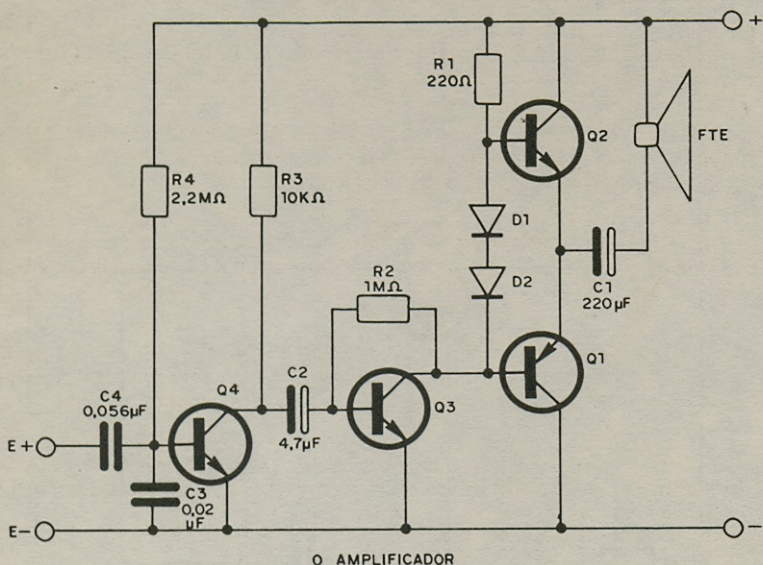 +
R1
220Ω
Q2
FTE
R4
2,2MΩ
R3
10KΩ
D1
R2
1MΩ
D2
C1
220µF
C2
4,7µF
Q4
Q3
Q1
C4
0,056µF
E+
C3
0,02
µF
E-
-
O AMPLIFICADOR